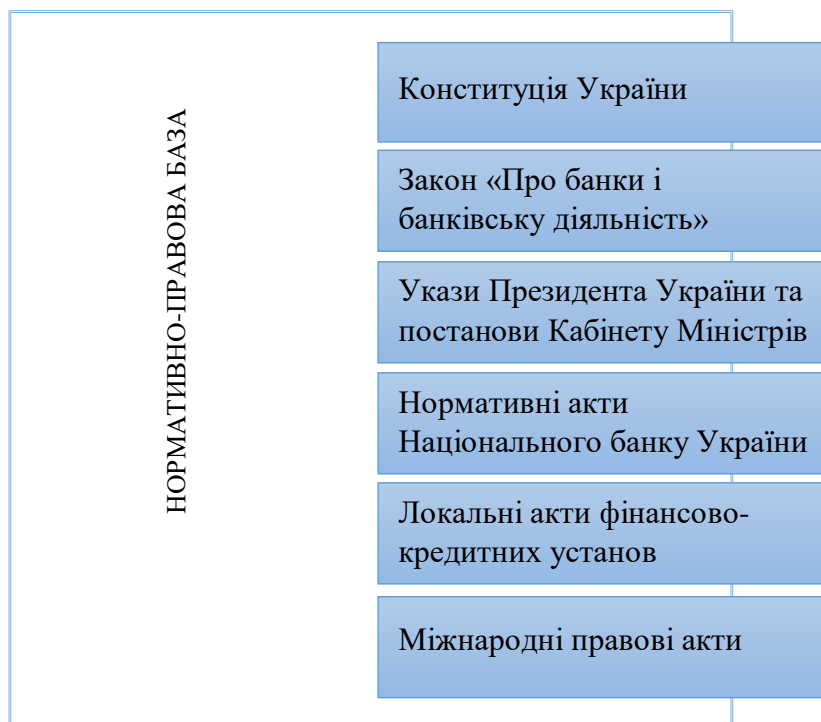 НОРМАТИВНО-ПРАВОВА БАЗА
Конституція України
Закон «Про банки і
банківську діяльність»
Укази Президента України та
постанови Кабінету Міністрів
Нормативні акти
Національного банку України
Локальні акти фінансово-
кредитних установ
Міжнародні правові акти